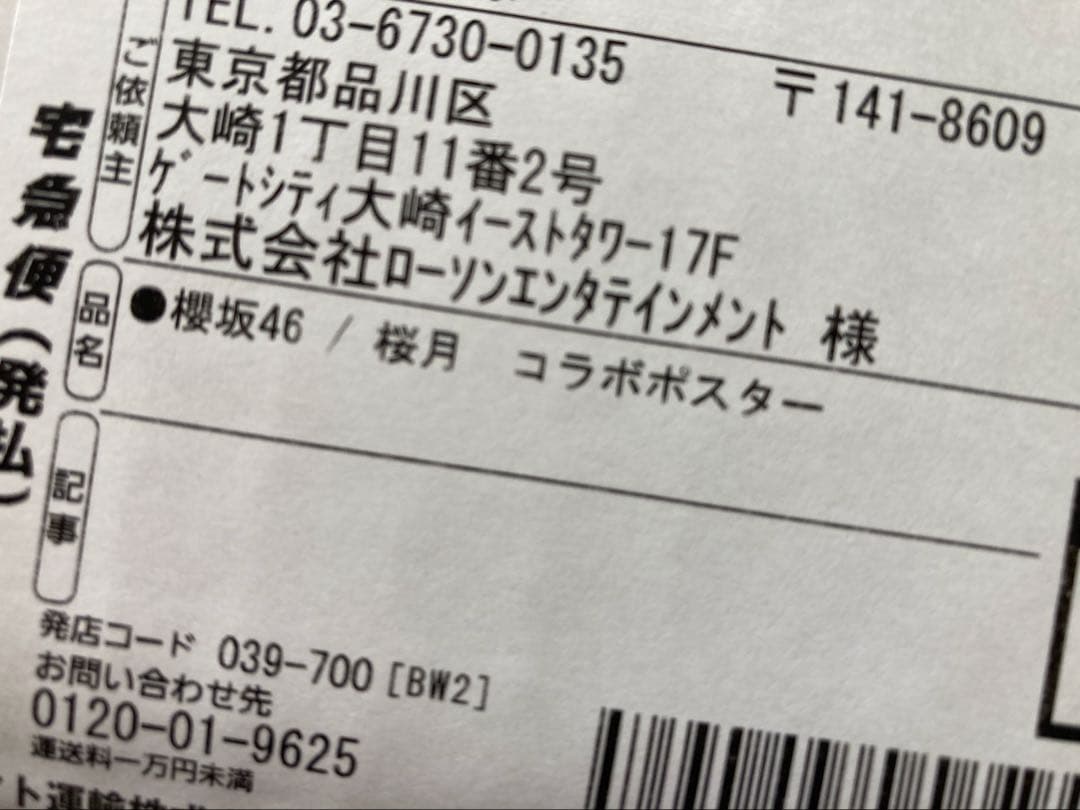 TEL. 03-6730-0135
〒141-8609
ご依頼主
東京都品川区
大崎1丁目11番2号
ｹﾞｰﾄｼﾃｨ大崎ｲｰｽﾄﾀﾜｰ17F
株式会社ﾛｰｿﾝｴﾝﾀﾃｲﾝﾒﾝﾄ 様
宅急便(発払)
品名
●櫻坂46 / 桜月 コラボポスター
記事
発店コード 039-700 [BW2]
お問い合わせ先
0120-01-9625
運送料一万円未満
ト運輸株式